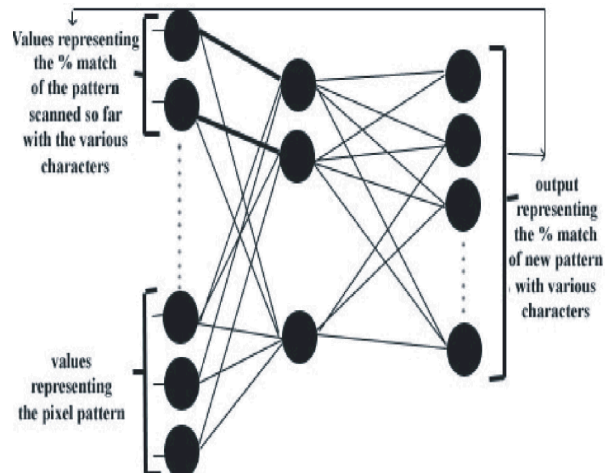 Values representing
the % match
of the pattern
scanned so far
with the various
characters
values
representing
the pixel pattern
output
representing
the % match
of new pattern
with various
characters